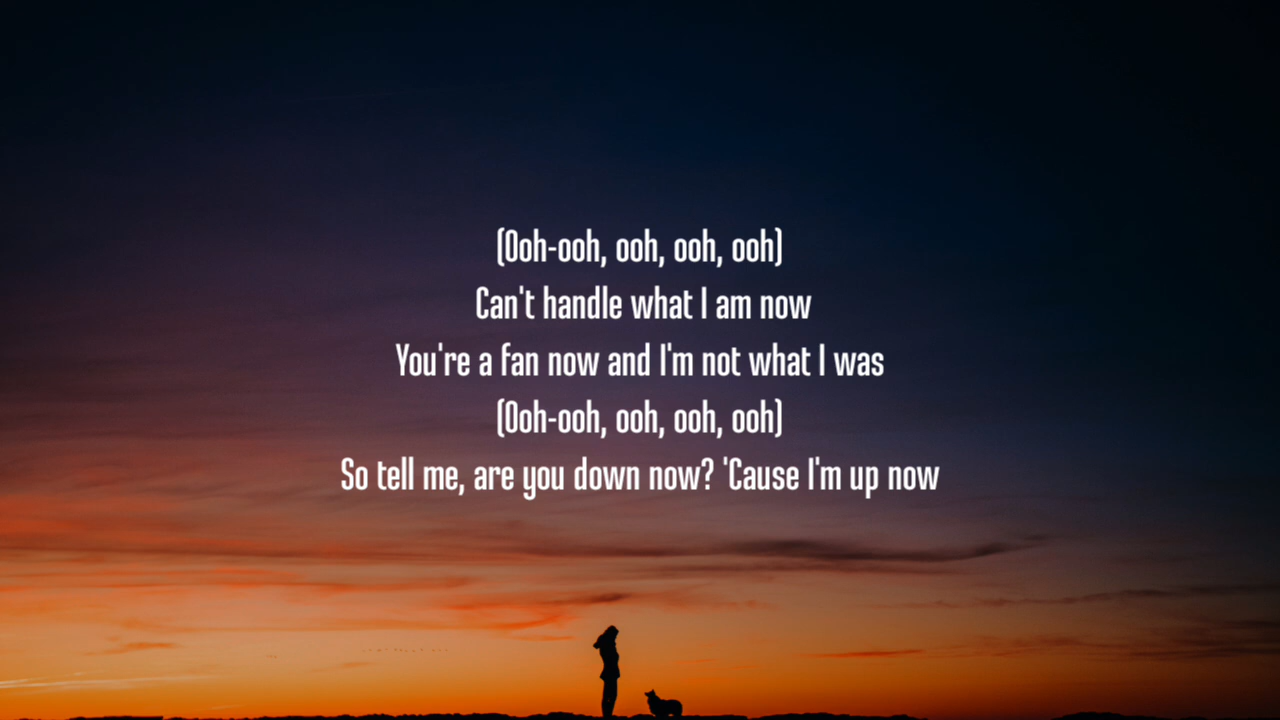 (Ooh-ooh, ooh, ooh, ooh)
Can't handle what I am now
You're a fan now and I'm not what I was
(Ooh-ooh, ooh, ooh, ooh)
So tell me, are you down now? 'Cause I'm up now